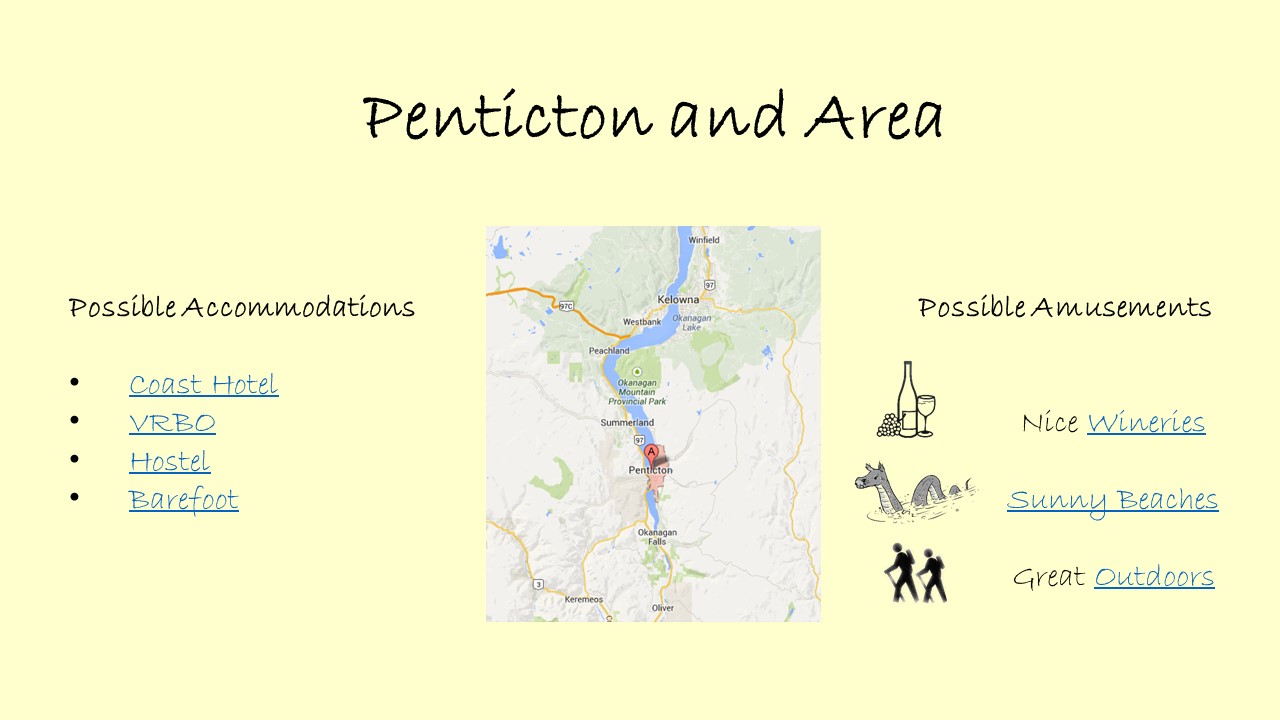 Penticton and Area
Possible Accommodations
• Coast Hotel
• VRBO
• Hostel
• Barefoot
Winfield
97
Kelowna
97C
Westbank
Okanagan
Lake
Peachland
Okanagan
Mountain
Provincial Park
Summerland
97
A
Penticton
Okanagan
Falls
3
Keremeos
Oliver
Possible Amusements
Nice Wineries
Sunny Beaches
Great Outdoors